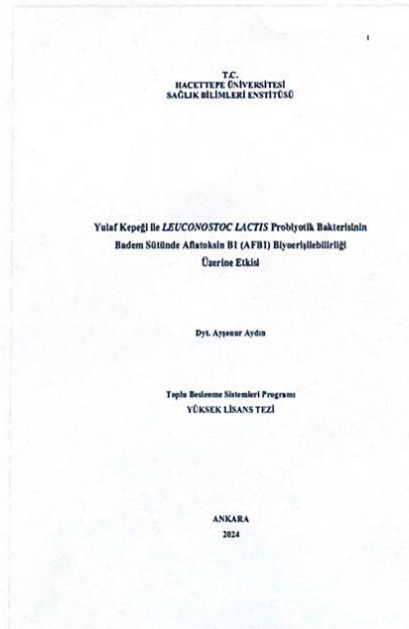 T.C.
HACETTEPE ÜNİVERSİTESİ
SAĞLIK BİLİMLERİ ENSTİTÜSÜ
Yulaf Kepeği ile LEUCONOSTOC LACTIS Probiyotik Bakterisinin
Badem Sütünde Aflatoksin B1 (AFB1) Biyoerişilebilirliği
Üzerine Etkisi
Dyt. Ayşenur Aydın
Toplu Beslenme Sistemleri Programı
YÜKSEK LİSANS TEZİ
ANKARA
2024